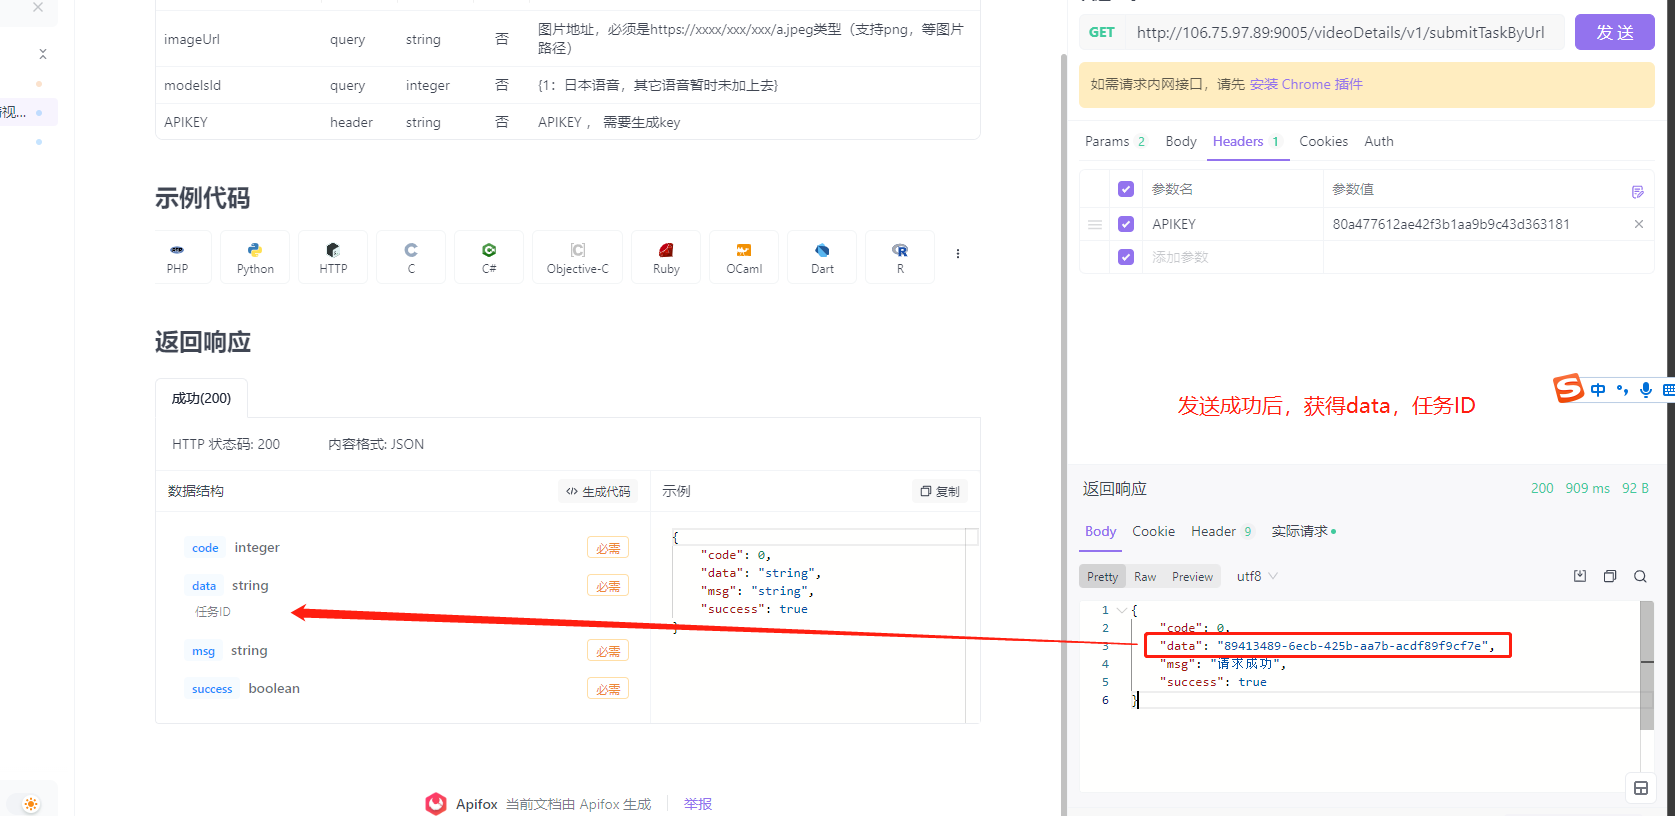 imageUrl query string 否 图片地址，必须是https://xxxx/xxx/xxx/a.jpeg类型（支持png，等图片路径）
modelsId query integer 否 {1：日本语音，其它语音暂时未加上去}
APIKEY header string 否 APIKEY ， 需要生成key
视...
示例代码
PHP Python HTTP C C# Objective-C Ruby OCaml Dart R
返回响应
成功(200)
HTTP 状态码: 200 内容格式: JSON
数据结构 生成代码 示例 复制
code integer 必需
data string 必需
任务ID
msg string 必需
success boolean 必需
{
"code": 0,
"data": "string",
"msg": "string",
"success": true
}
Apifox 当前文档由 Apifox 生成 举报
GET http://106.75.97.89:9005/videoDetails/v1/submitTaskByUrl 发 送
如需请求内网接口，请先 安装 Chrome 插件
Params 2 Body Headers 1 Cookies Auth
参数名 参数值
APIKEY 80a477612ae42f3b1aa9b9c43d363181
添加参数
中
发送成功后，获得data，任务ID
返回响应 200 909 ms 92 B
Body Cookie Header 9 实际请求
Pretty Raw Preview utf8
1 {
2 "code": 0,
3 "data": "89413489-6ecb-425b-aa7b-acdf89f9cf7e",
4 "msg": "请求成功",
5 "success": true
6 }